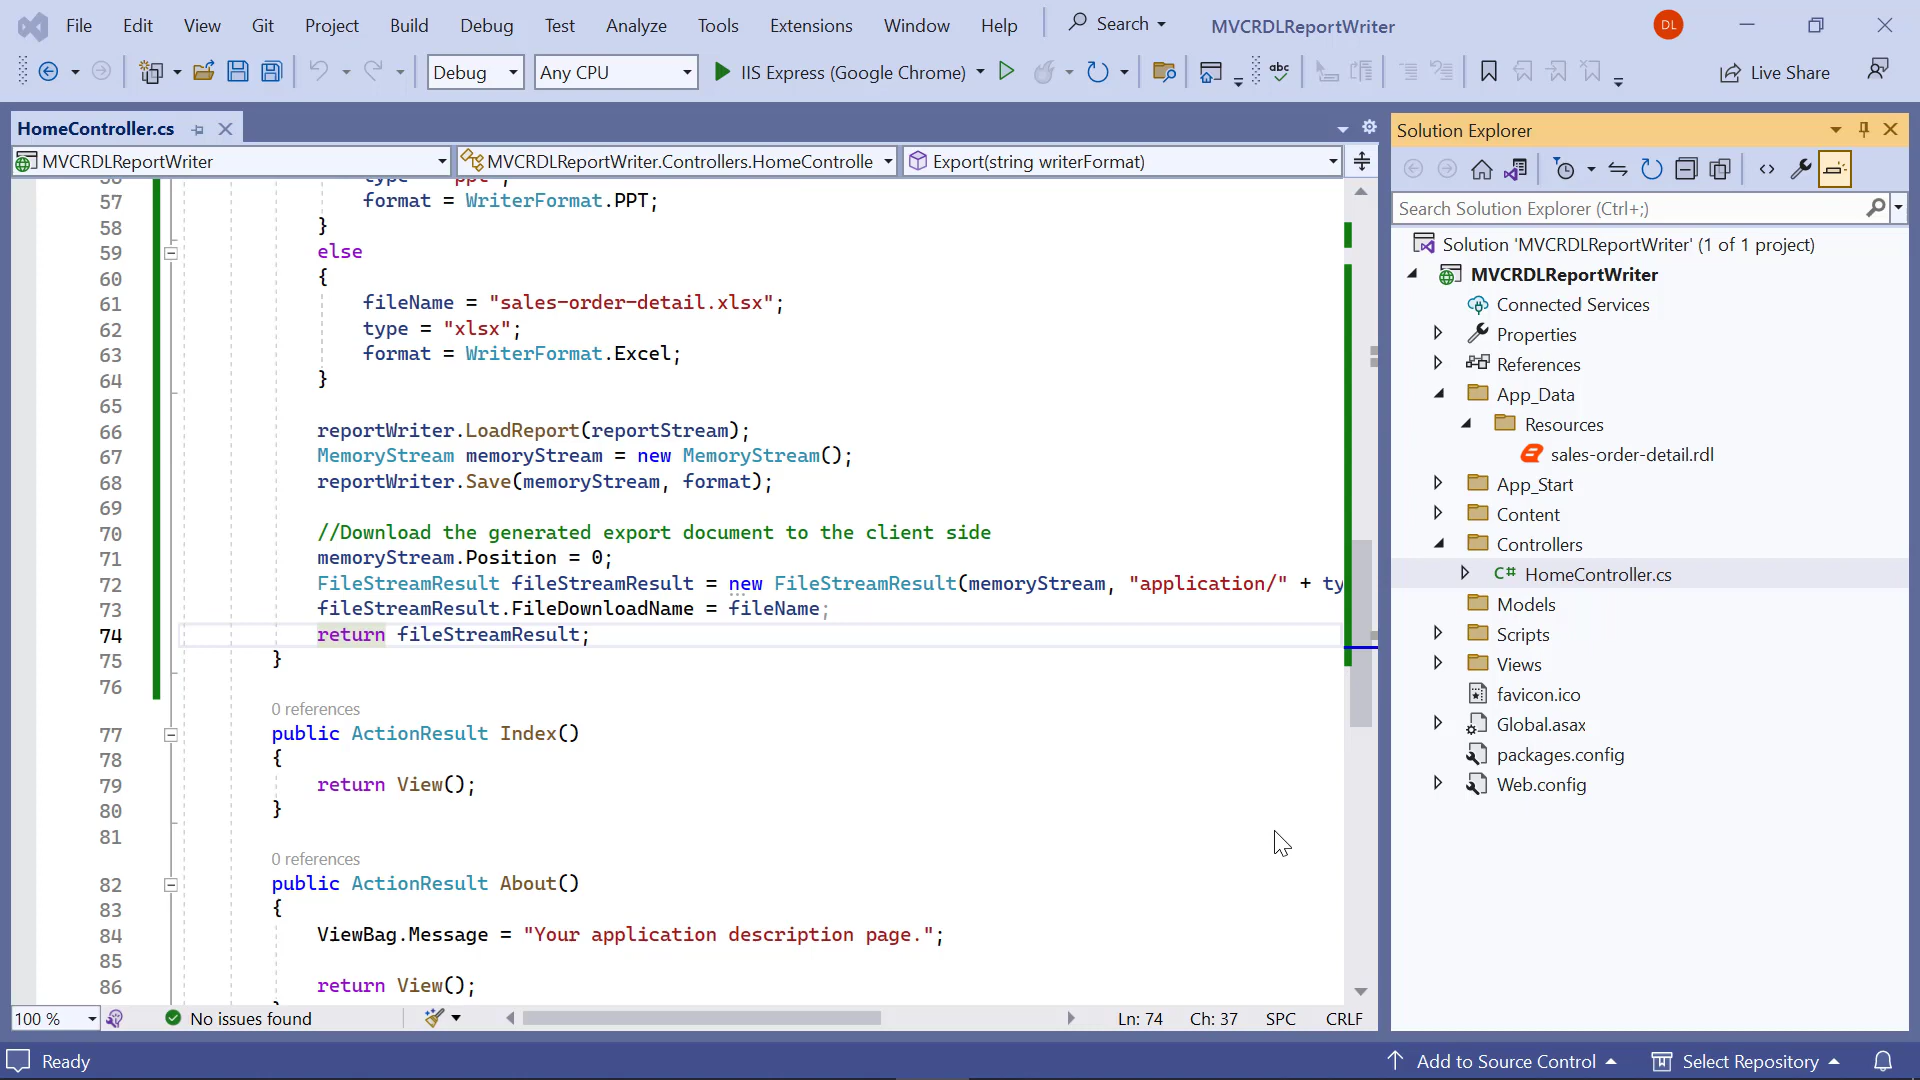 File Edit View Git Project Build Debug Test Analyze Tools Extensions Window Help Search MVCRDLReportWriter DL
Debug Any CPU IIS Express (Google Chrome) abc Live Share
HomeController.cs
MVCRDLReportWriter MVCRDLReportWriter.Controllers.HomeControlle Export(string writerFormat)
57 format = WriterFormat.PPT;
58 }
59 else
60 {
61 fileName = "sales-order-detail.xlsx";
62 type = "xlsx";
63 format = WriterFormat.Excel;
64 }
65
66 reportWriter.LoadReport(reportStream);
67 MemoryStream memoryStream = new MemoryStream();
68 reportWriter.Save(memoryStream, format);
69
70 //Download the generated export document to the client side
71 memoryStream.Position = 0;
72 FileStreamResult fileStreamResult = new FileStreamResult(memoryStream, "application/" + ty
73 fileStreamResult.FileDownloadName = fileName;
74 return fileStreamResult;
75 }
76
0 references
77 public ActionResult Index()
78 {
79 return View();
80 }
81
0 references
82 public ActionResult About()
83 {
84 ViewBag.Message = "Your application description page.";
85
86 return View();
100 % No issues found Ln: 74 Ch: 37 SPC CRLF
Solution Explorer
Search Solution Explorer (Ctrl+;)
Solution 'MVCRDLReportWriter' (1 of 1 project)
MVCRDLReportWriter
Connected Services
Properties
References
App_Data
Resources
sales-order-detail.rdl
App_Start
Content
Controllers
C# HomeController.cs
Models
Scripts
Views
favicon.ico
Global.asax
packages.config
Web.config
Ready Add to Source Control Select Repository